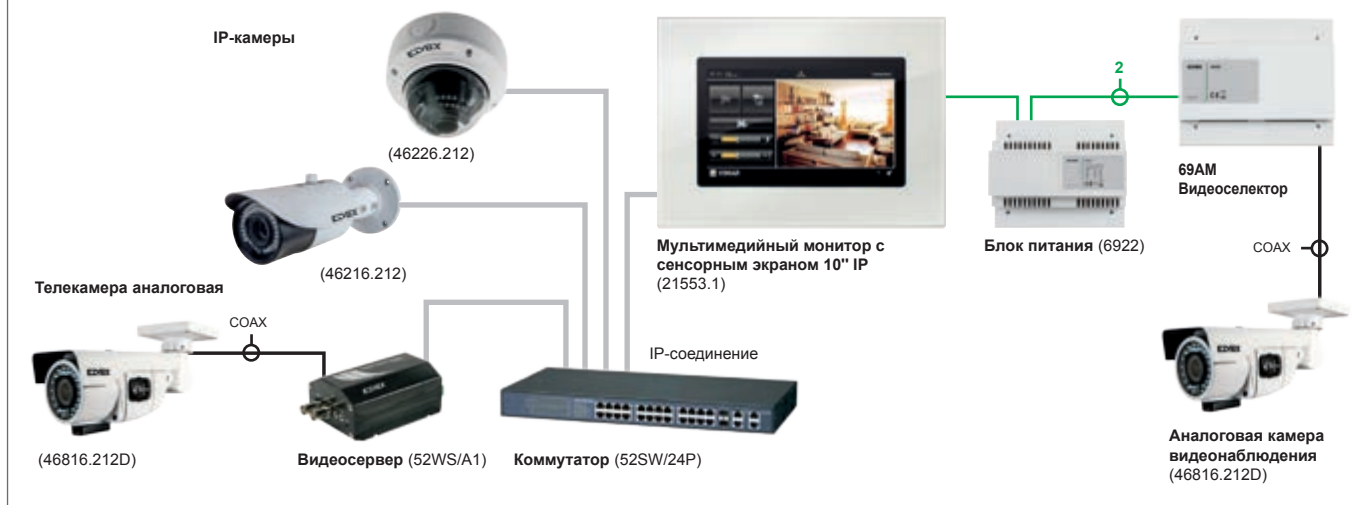 IP-камеры
(46226.212)
(46216.212)
Телекамера аналоговая
COAX
(46816.212D)
Видеосервер (52WS/A1)
Коммутатор (52SW/24P)
IP-соединение
Мультимедийный монитор с
сенсорным экраном 10" IP
(21553.1)
2
Блок питания (6922)
69AM
Видеоселектор
COAX
Аналоговая камера
видеонаблюдения
(46816.212D)